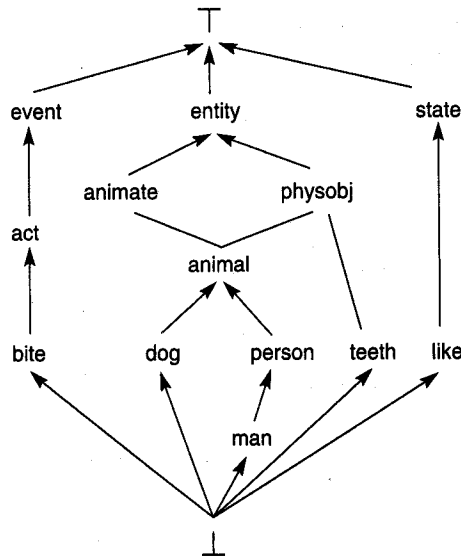 ⊤
event entity state
animate physobj
act
animal
bite dog person teeth like
man
⊥